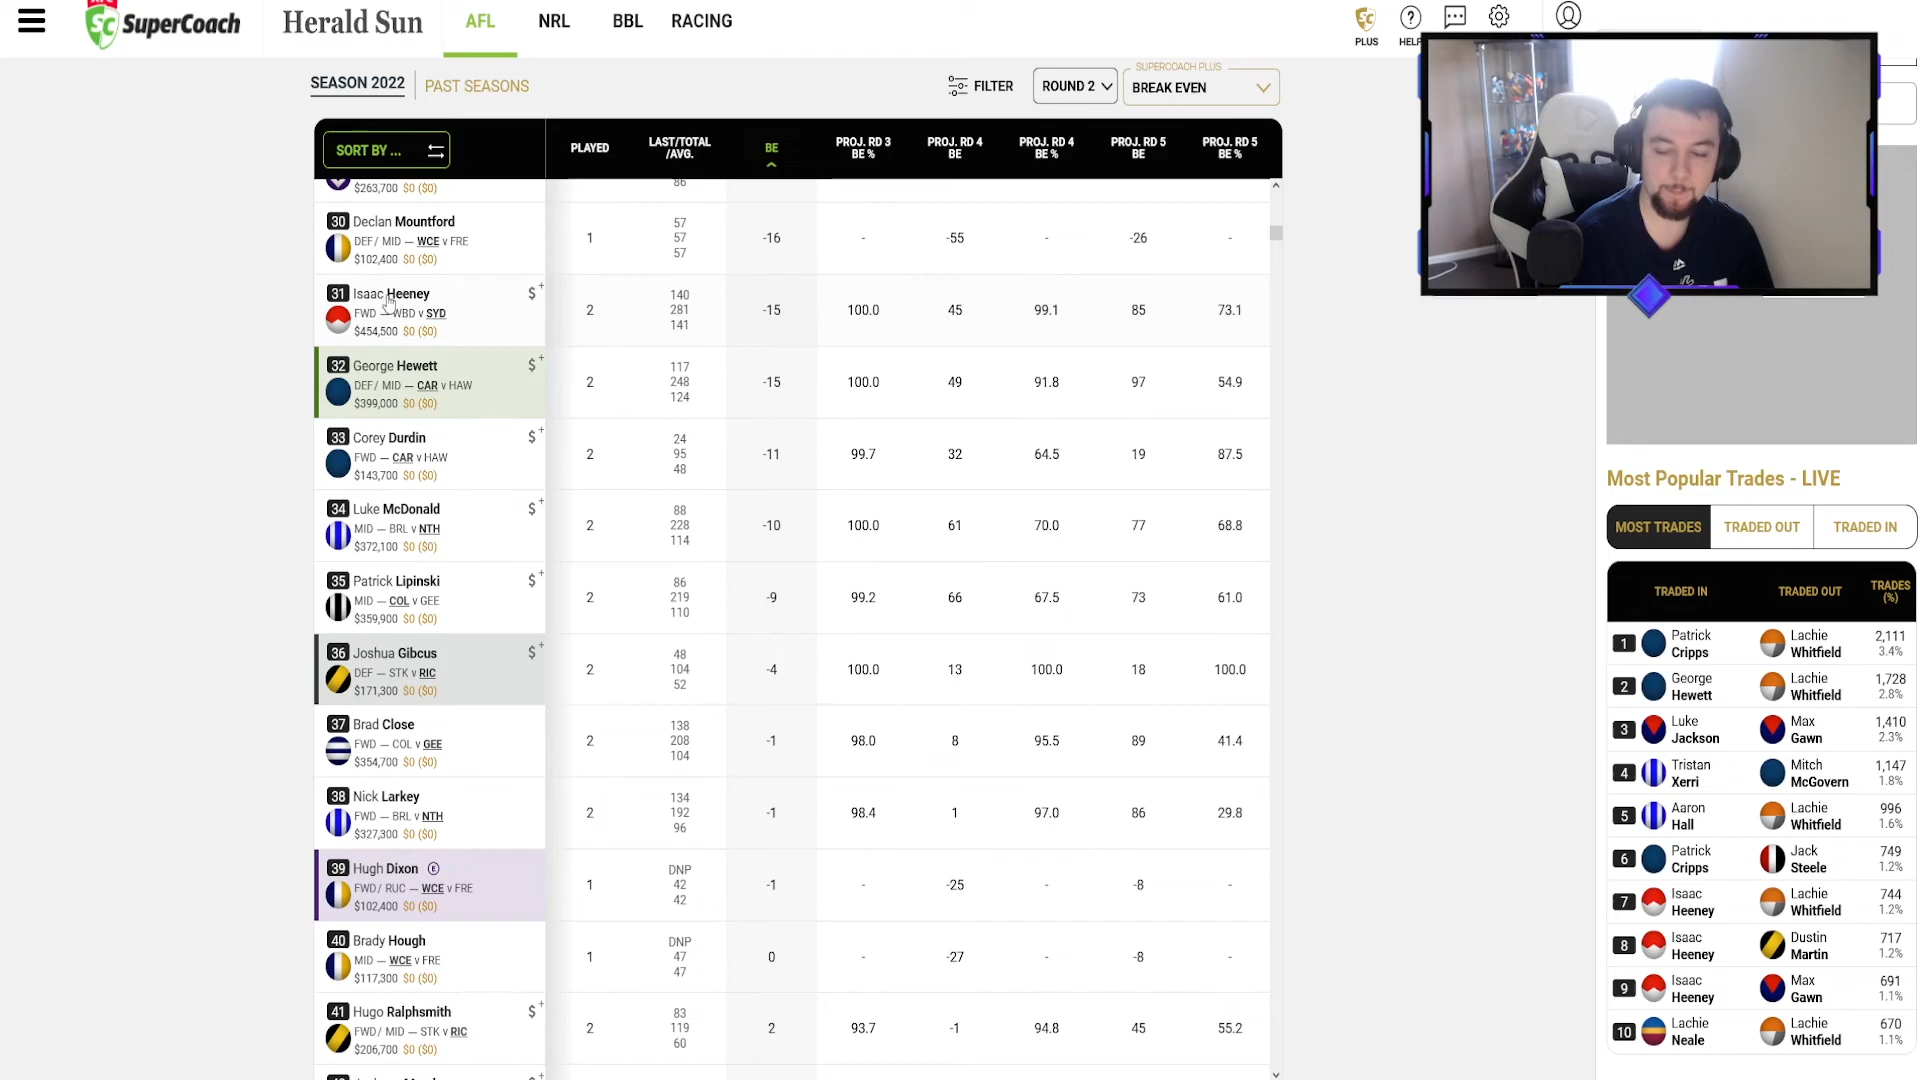 SC SuperCoach
Herald Sun
AFL NRL BBL RACING
PLUS HELP
SEASON 2022 PAST SEASONS
FILTER ROUND 2 SUPERCOACH PLUS BREAK EVEN
SORT BY ... PLAYED LAST/TOTAL/AVG. BE PROJ. RD 3 BE % PROJ. RD 4 BE PROJ. RD 4 BE % PROJ. RD 5 BE PROJ. RD 5 BE %
$263,700 $0 ($0) 86
30 Declan Mountford
DEF/ MID — WCE v FRE
$102,400 $0 ($0)
1 57 57 57 -16 - -55 - -26 -
31 Isaac Heeney $+
FWD — WBD v SYD
$454,500 $0 ($0)
2 140 281 141 -15 100.0 45 99.1 85 73.1
32 George Hewett $+
DEF/ MID — CAR v HAW
$399,000 $0 ($0)
2 117 248 124 -15 100.0 49 91.8 97 54.9
33 Corey Durdin $+
FWD — CAR v HAW
$143,700 $0 ($0)
2 24 95 48 -11 99.7 32 64.5 19 87.5
34 Luke McDonald $+
MID — BRL v NTH
$372,100 $0 ($0)
2 88 228 114 -10 100.0 61 70.0 77 68.8
35 Patrick Lipinski $+
MID — COL v GEE
$359,900 $0 ($0)
2 86 219 110 -9 99.2 66 67.5 73 61.0
36 Joshua Gibcus $+
DEF — STK v RIC
$171,300 $0 ($0)
2 48 104 52 -4 100.0 13 100.0 18 100.0
37 Brad Close
FWD — COL v GEE
$354,700 $0 ($0)
2 138 208 104 -1 98.0 8 95.5 89 41.4
38 Nick Larkey
FWD — BRL v NTH
$327,300 $0 ($0)
2 134 192 96 -1 98.4 1 97.0 86 29.8
39 Hugh Dixon E
FWD/ RUC — WCE v FRE
$102,400 $0 ($0)
1 DNP 42 42 -1 - -25 - -8 -
40 Brady Hough
MID — WCE v FRE
$117,300 $0 ($0)
1 DNP 47 47 0 - -27 - -8 -
41 Hugo Ralphsmith $+
FWD/ MID — STK v RIC
$206,700 $0 ($0)
2 83 119 60 2 93.7 -1 94.8 45 55.2
Most Popular Trades - LIVE
MOST TRADES TRADED OUT TRADED IN
TRADED IN TRADED OUT TRADES (%)
1 Patrick Cripps Lachie Whitfield 2,111 3.4%
2 George Hewett Lachie Whitfield 1,728 2.8%
3 Luke Jackson Max Gawn 1,410 2.3%
4 Tristan Xerri Mitch McGovern 1,147 1.8%
5 Aaron Hall Lachie Whitfield 996 1.6%
6 Patrick Cripps Jack Steele 749 1.2%
7 Isaac Heeney Lachie Whitfield 744 1.2%
8 Isaac Heeney Dustin Martin 717 1.2%
9 Isaac Heeney Max Gawn 691 1.1%
10 Lachie Neale Lachie Whitfield 670 1.1%